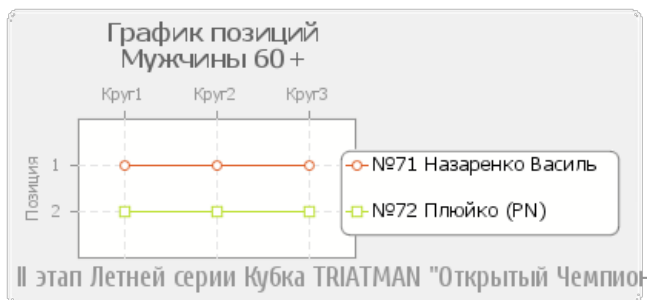 График позиций
Мужчины 60+
Круг1 Круг2 Круг3
Позиция
1
2
№71 Назаренко Василь
№72 Плюйко (PN)
II этап Летней серии Кубка TRIATMAN "Открытый Чемпион